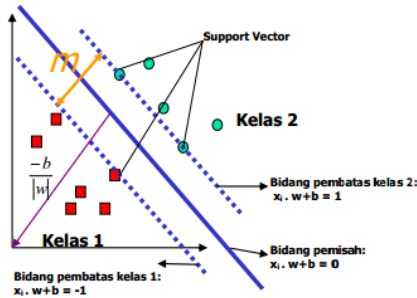 Support Vector
m
Kelas 2
-b
|w|
Bidang pembatas kelas 2:
xᵢ . w+b = 1
Kelas 1
Bidang pemisah:
xᵢ . w+b = 0
Bidang pembatas kelas 1:
xᵢ . w+b = -1